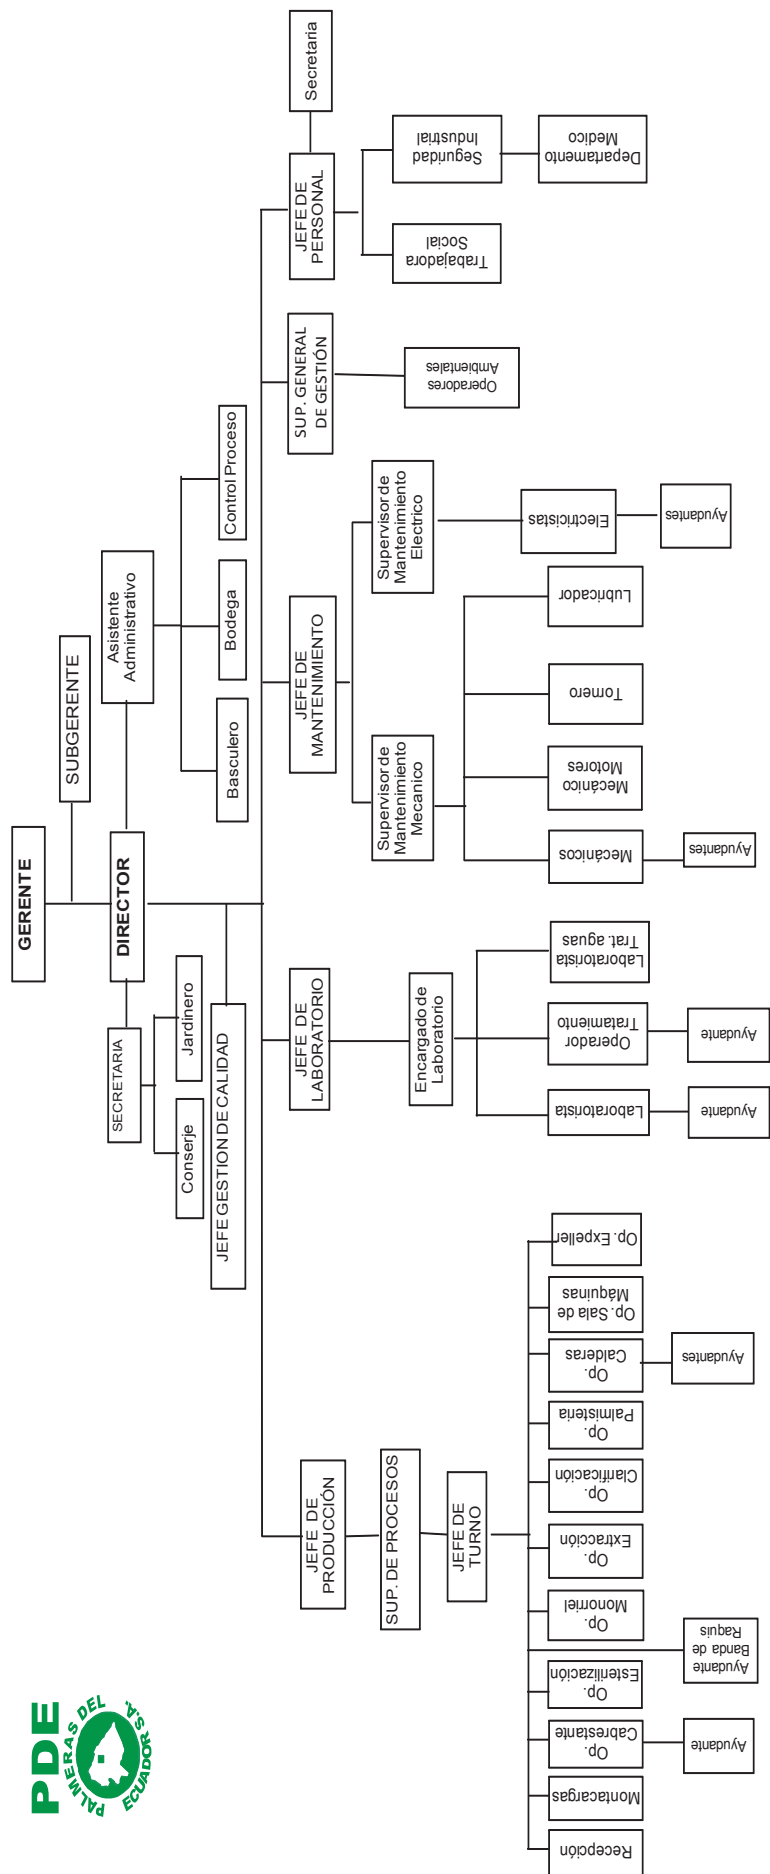 PDE
PALMERAS DEL
ECUADOR S.A.
GERENTE
SUBGERENTE
DIRECTOR
SECRETARIA
Conserje
Jardinero
Asistente
Administrativo
Basculero
Bodega
Control Proceso
JEFE GESTION DE CALIDAD
JEFE DE
PRODUCCIÓN
SUP. DE PROCESOS
JEFE DE
TURNO
Recepción
Montacargas
Op.
Cabrestante
Ayudante
Op.
Esterilización
Ayudante
Banda de
Raquis
Op.
Monorriel
Op.
Extracción
Op.
Clarificación
Op.
Palmisteria
Op.
Calderas
Ayudantes
Op. Sala de
Máquinas
Op. Expeller
JEFE DE
LABORATORIO
Encargado de
Laboratorio
Laboratorista
Ayudante
Operador
Tratamiento
Ayudante
Laboratorista
Trat. aguas
JEFE DE
MANTENIMIENTO
Supervisor de
Mantenimiento
Mecanico
Mecánicos
Ayudantes
Mecánico
Motores
Tornero
Lubricador
Supervisor de
Mantenimiento
Electrico
Electricistas
Ayudantes
SUP. GENERAL
DE GESTIÓN
Operadores
Ambientales
JEFE DE
PERSONAL
Secretaria
Trabajadora
Social
Seguridad
Industrial
Departamento
Medico